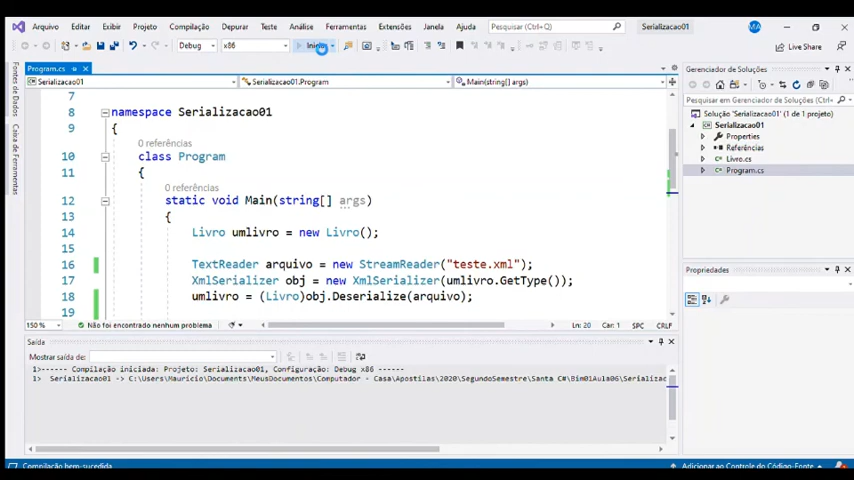 Arquivo Editar Exibir Projeto Compilação Depurar Teste Análise Ferramentas Extensões Janela Ajuda Pesquisar (Ctrl+Q) Serializacao01 MA
Debug x86 Iniciar Live Share
Program.cs
Serializacao01 Serializacao01.Program Main(string[] args)
Fontes de Dados
Caixa de Ferramentas
7
8 namespace Serializacao01
9 {
0 referências
10 class Program
11 {
0 referências
12 static void Main(string[] args)
13 {
14 Livro umlivro = new Livro();
15
16 TextReader arquivo = new StreamReader("teste.xml");
17 XmlSerializer obj = new XmlSerializer(umlivro.GetType());
18 umlivro = (Livro)obj.Deserialize(arquivo);
19
150 % Não foi encontrado nenhum problema Ln: 20 Car: 1 SPC CRLF
Saída
Mostrar saída de:
1>------ Compilação iniciada: Projeto: Serializacao01, Configuração: Debug x86 ------
1> Serializacao01 -> C:\Users\Mauricio\Documents\MeusDocumentos\Computador - Casa\Apostilas\2020\SegundoSemestre\Santa C#\Bim01Aula06\Serializac
Gerenciador de Soluções
Pesquisar em Gerenciador de Soluções (Ctrl+
Solução 'Serializacao01' (1 de 1 projeto)
Serializacao01
Properties
Referências
Livro.cs
Program.cs
Propriedades
Compilação bem-sucedida Adicionar ao Controle do Código-Fonte